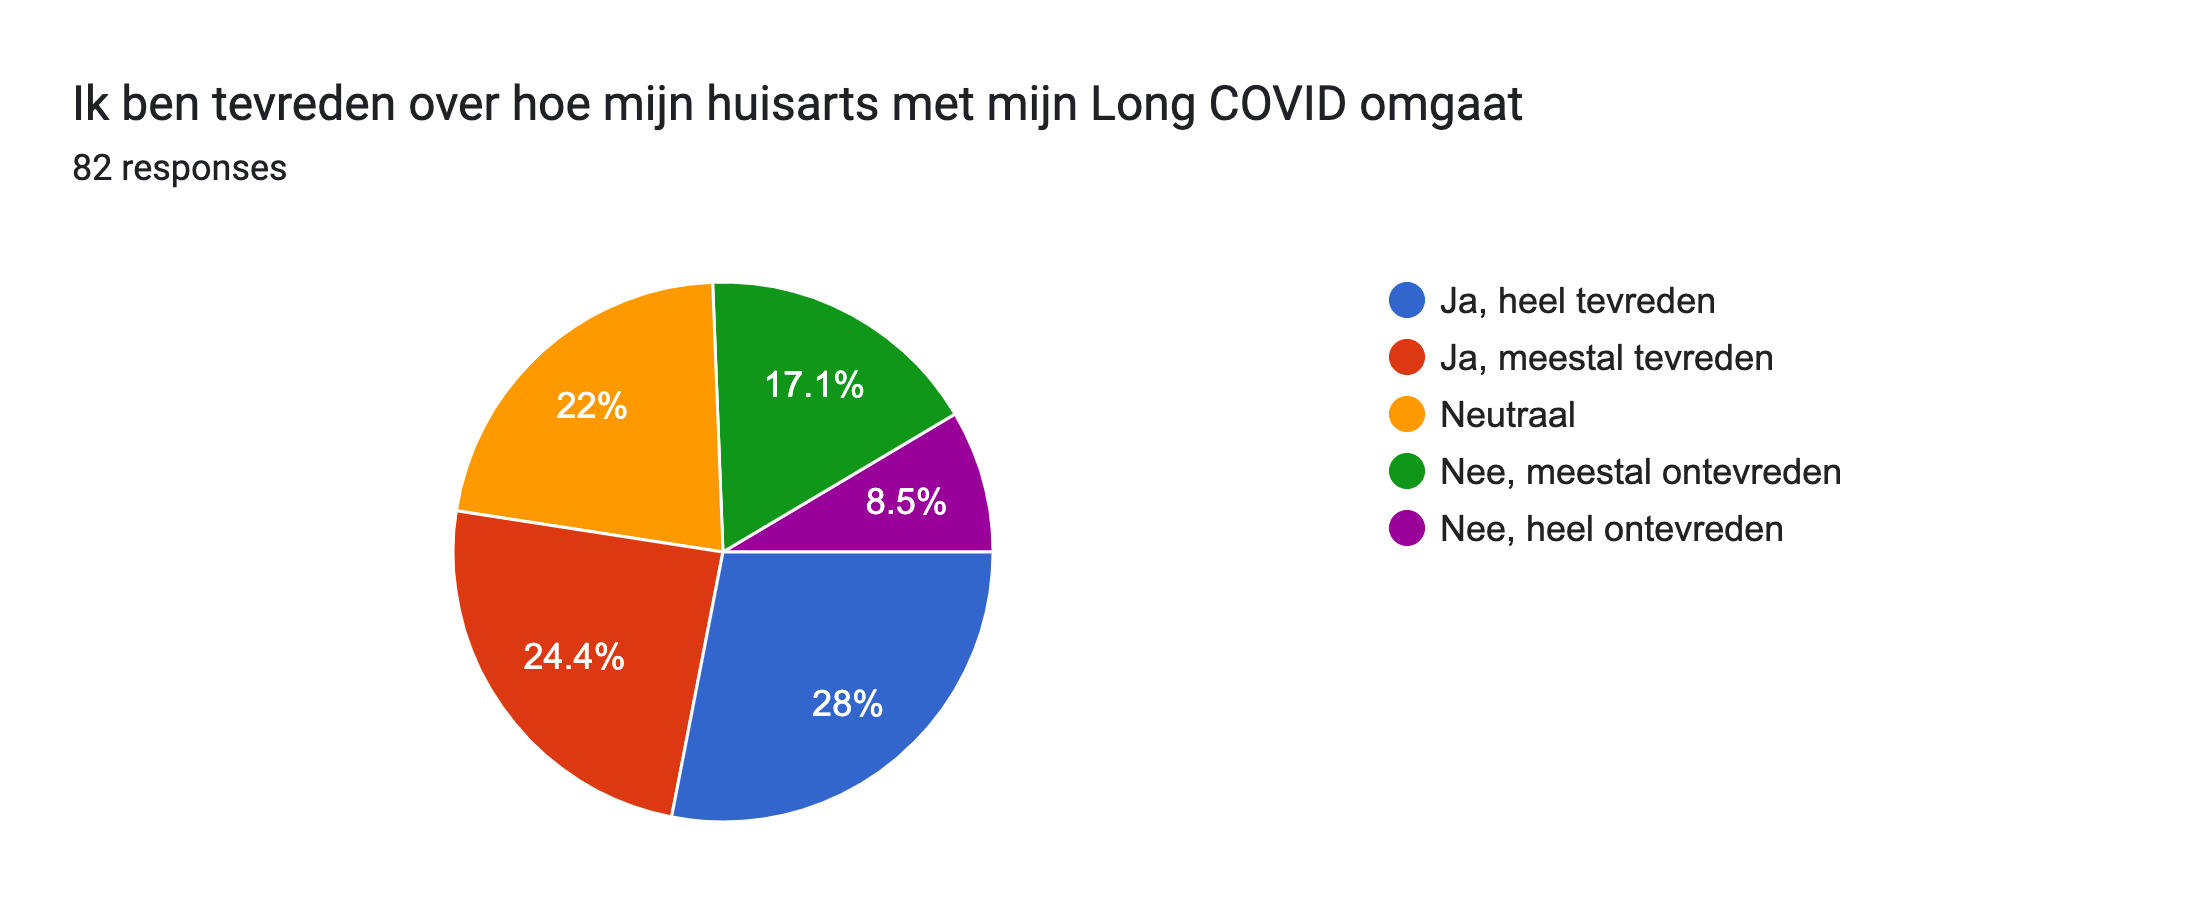 Ik ben tevreden over hoe mijn huisarts met mijn Long COVID omgaat
82 responses
22%
17.1%
8.5%
24.4%
28%
Ja, heel tevreden
Ja, meestal tevreden
Neutraal
Nee, meestal ontevreden
Nee, heel ontevreden